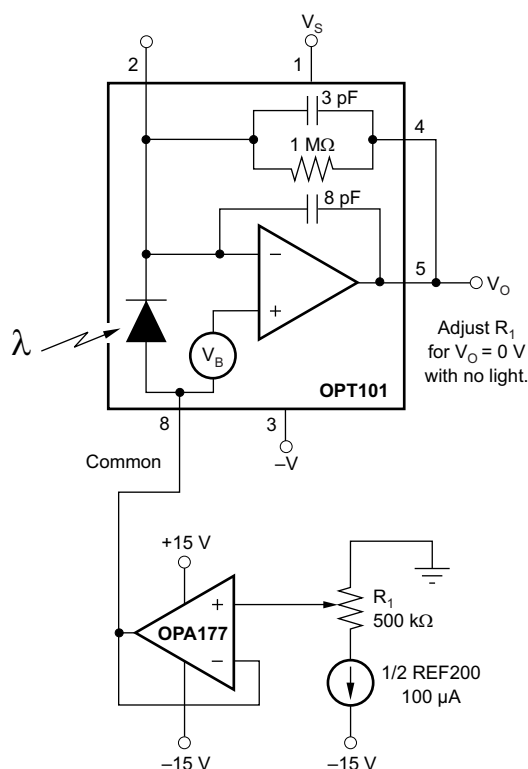 V_S
2
1
3 pF
4
1 MΩ
8 pF
–
5
V_O
+
Adjust R_1
for V_O = 0 V
with no light.
λ
V_B
OPT101
8
3
Common
–V
+15 V
+
R_1
500 kΩ
OPA177
–
1/2 REF200
100 µA
–15 V
–15 V